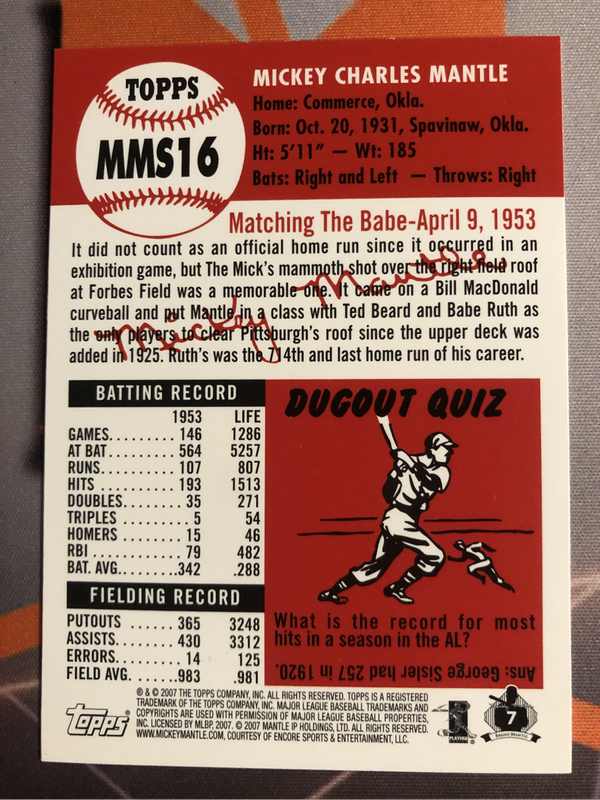 TOPPS
MMS16
MICKEY CHARLES MANTLE
Home: Commerce, Okla.
Born: Oct. 20, 1931, Spavinaw, Okla.
Ht: 5'11" — Wt: 185
Bats: Right and Left — Throws: Right
Matching The Babe-April 9, 1953
It did not count as an official home run since it occurred in an
exhibition game, but The Mick's mammoth shot over the right field roof
at Forbes Field was a memorable one. It came on a Bill MacDonald
curveball and put Mantle in a class with Ted Beard and Babe Ruth as
the only players to clear Pittsburgh's roof since the upper deck was
added in 1925. Ruth's was the 714th and last home run of his career.
Mickey Mantle
BATTING RECORD
1953 LIFE
GAMES......... 146 1286
AT BAT......... 564 5257
RUNS........... 107 807
HITS ........... 193 1513
DOUBLES........ 35 271
TRIPLES ......... 5 54
HOMERS ........ 15 46
RBI .............. 79 482
BAT. AVG.....342 .288
FIELDING RECORD
PUTOUTS ...... 365 3248
ASSISTS........ 430 3312
ERRORS......... 14 125
FIELD AVG. ....983 .981
DUGOUT QUIZ
What is the record for most
hits in a season in the AL?
Ans: George Sisler had 257 in 1920.
® & © 2007 THE TOPPS COMPANY, INC. ALL RIGHTS RESERVED. TOPPS IS A REGISTERED
TRADEMARK OF THE TOPPS COMPANY, INC. MAJOR LEAGUE BASEBALL TRADEMARKS AND
COPYRIGHTS ARE USED WITH PERMISSION OF MAJOR LEAGUE BASEBALL PROPERTIES,
INC. LICENSED BY MLBP, 2007. © 2007 MANTLE IP HOLDINGS, LTD. ALL RIGHTS RESERVED.
WWW.MICKEYMANTLE.COM, COURTESY OF ENCORE SPORTS & ENTERTAINMENT, LLC.
Topps
PLAYERS
7